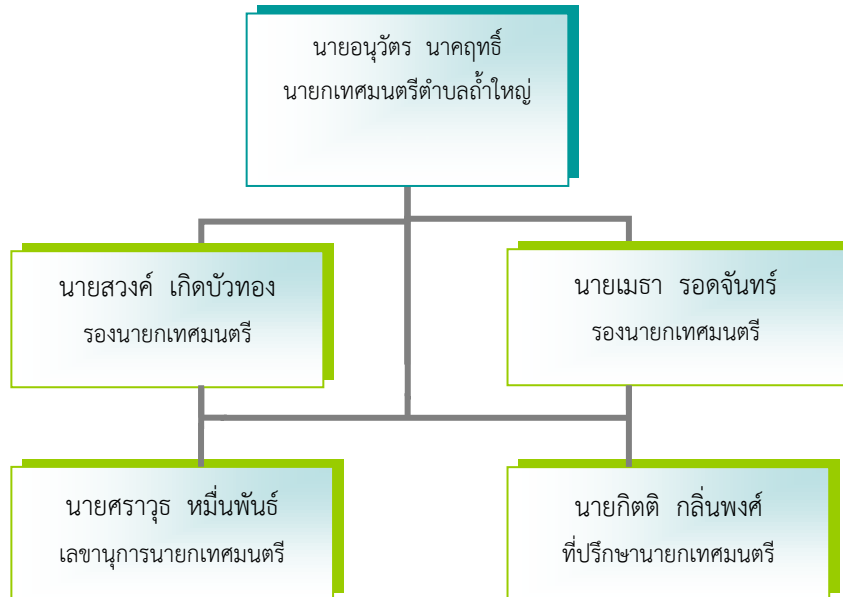 นายอนุวัตร นาคฤทธิ์
นายกเทศมนตรีตำบลถ้ำใหญ่
นายสวงค์ เกิดบัวทอง
รองนายกเทศมนตรี
นายเมธา รอดจันทร์
รองนายกเทศมนตรี
นายศราวุธ หมื่นพันธ์
เลขานุการนายกเทศมนตรี
นายกิตติ กลิ่นพงศ์
ที่ปรึกษานายกเทศมนตรี